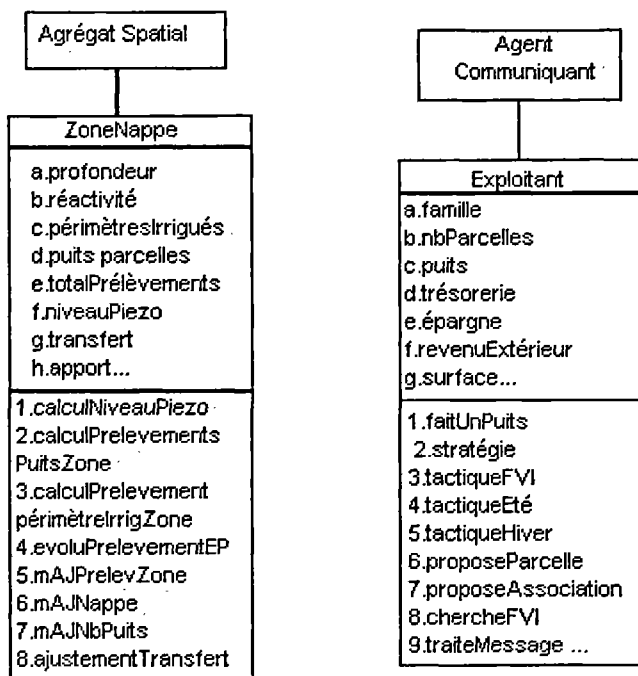 Agrégat Spatial
ZoneNappe
a.profondeur
b.réactivité
c.périmètresIrrigués
d.puits parcelles
e.totalPrélèvements
f.niveauPiezo
g.transfert
h.apport...
1.calculNiveauPiezo
2.calculPrelevements
PuitsZone
3.calculPrelevement
périmètreIrrigZone
4.evoluPrelevementEP
5.mAJPrelevZone
6.mAJNappe
7.mAJNbPuits
8.ajustementTransfert
Agent
Communiquant
Exploitant
a.famille
b.nbParcelles
c.puits
d.trésorerie
e.épargne
f.revenuExtérieur
g.surface...
1.faitUnPuits
2.stratégie
3.tactiqueFVI
4.tactiqueEté
5.tactiqueHiver
6.proposeParcelle
7.proposeAssociation
8.chercheFVI
9.traiteMessage ...